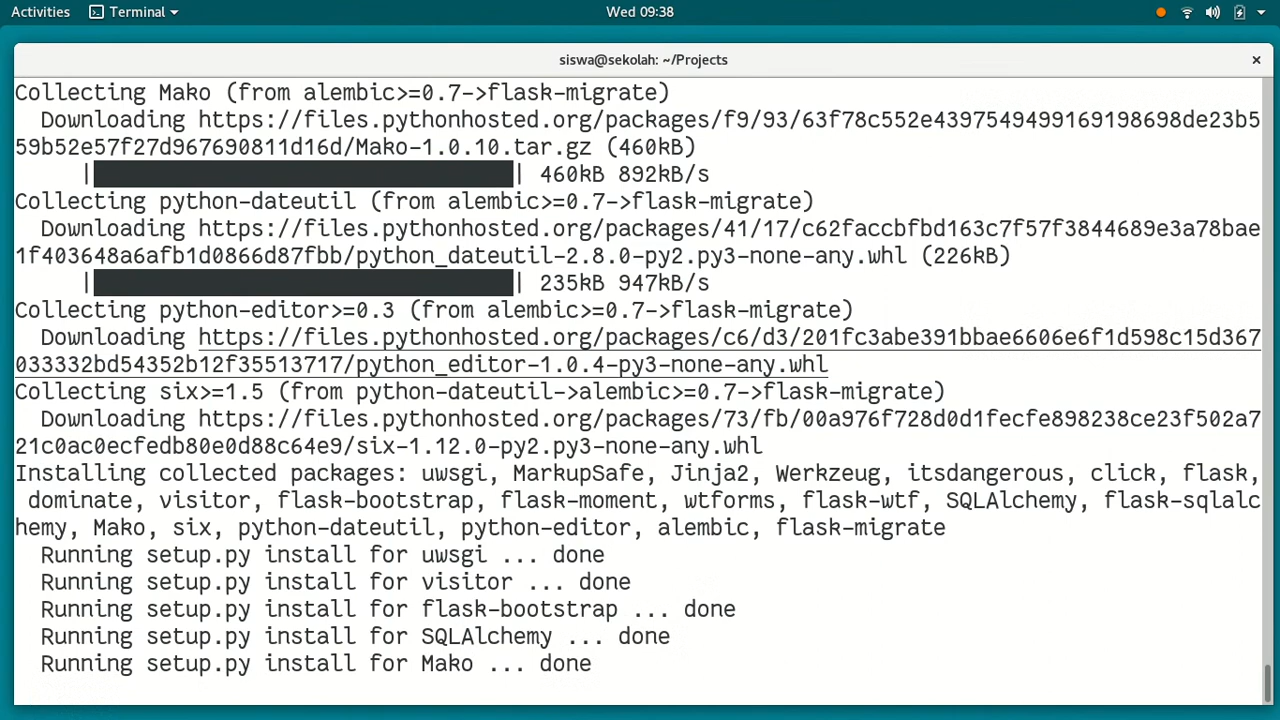 Activities Terminal Wed 09:38
siswa@sekolah: ~/Projects
Collecting Mako (from alembic>=0.7->flask-migrate)
  Downloading https://files.pythonhosted.org/packages/f9/93/63f78c552e4397549499169198698de23b5
59b52e57f27d967690811d16d/Mako-1.0.10.tar.gz (460kB)
     |████████████████████████████████| 460kB 892kB/s
Collecting python-dateutil (from alembic>=0.7->flask-migrate)
  Downloading https://files.pythonhosted.org/packages/41/17/c62faccbfbd163c7f57f3844689e3a78bae
1f403648a6afb1d0866d87fbb/python_dateutil-2.8.0-py2.py3-none-any.whl (226kB)
     |████████████████████████████████| 235kB 947kB/s
Collecting python-editor>=0.3 (from alembic>=0.7->flask-migrate)
  Downloading https://files.pythonhosted.org/packages/c6/d3/201fc3abe391bbae6606e6f1d598c15d367
033332bd54352b12f35513717/python_editor-1.0.4-py3-none-any.whl
Collecting six>=1.5 (from python-dateutil->alembic>=0.7->flask-migrate)
  Downloading https://files.pythonhosted.org/packages/73/fb/00a976f728d0d1fecfe898238ce23f502a7
21c0ac0ecfedb80e0d88c64e9/six-1.12.0-py2.py3-none-any.whl
Installing collected packages: uwsgi, MarkupSafe, Jinja2, Werkzeug, itsdangerous, click, flask,
 dominate, visitor, flask-bootstrap, flask-moment, wtforms, flask-wtf, SQLAlchemy, flask-sqlalc
hemy, Mako, six, python-dateutil, python-editor, alembic, flask-migrate
  Running setup.py install for uwsgi ... done
  Running setup.py install for visitor ... done
  Running setup.py install for flask-bootstrap ... done
  Running setup.py install for SQLAlchemy ... done
  Running setup.py install for Mako ... done